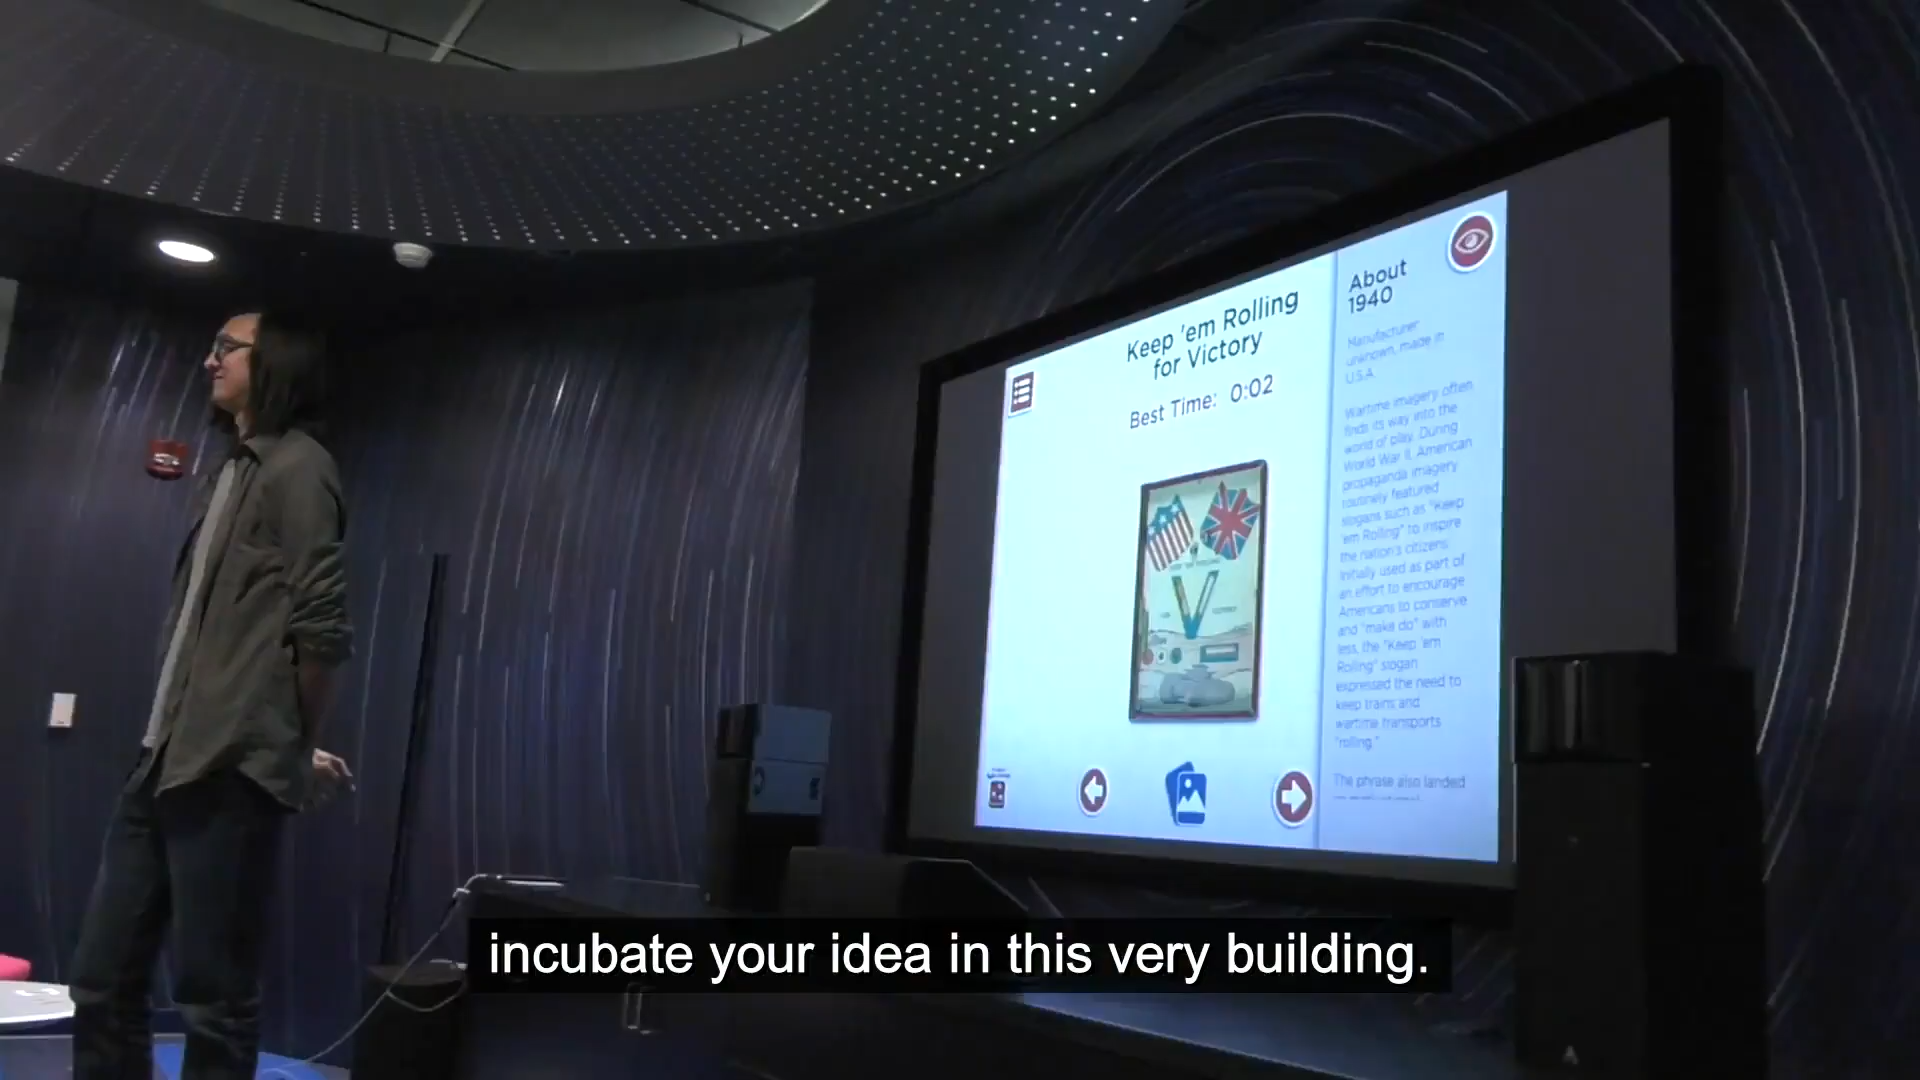 Keep 'em Rolling
for Victory
Best Time: 0:02
About
1940
Manufacturer
unknown, made in
U.S.A.
Wartime imagery often
finds its way into the
world of play. During
World War II, American
propaganda imagery
routinely featured
slogans such as "Keep
'em Rolling" to inspire
the nation's citizens.
Initially used as part of
an effort to encourage
Americans to conserve
and "make do" with
less, the "Keep 'em
Rolling" slogan
expressed the need to
keep trains and
wartime transports
"rolling."
The phrase also landed
V
incubate your idea in this very building.